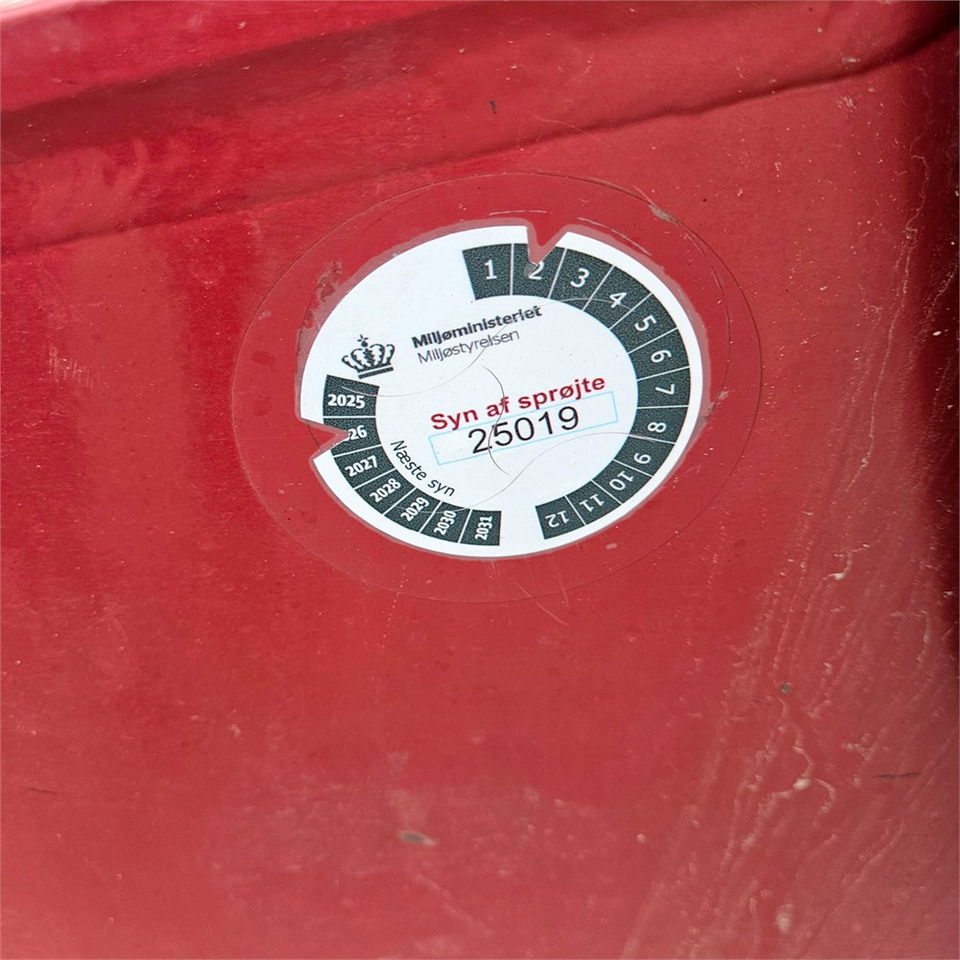 1 2 3 4 5 6 7 8 9 10 11 12
Miljøministeriet
Miljøstyrelsen
Syn af sprøjte
25019
Næste syn
2025 26 2027 2028 2029 2030 2031